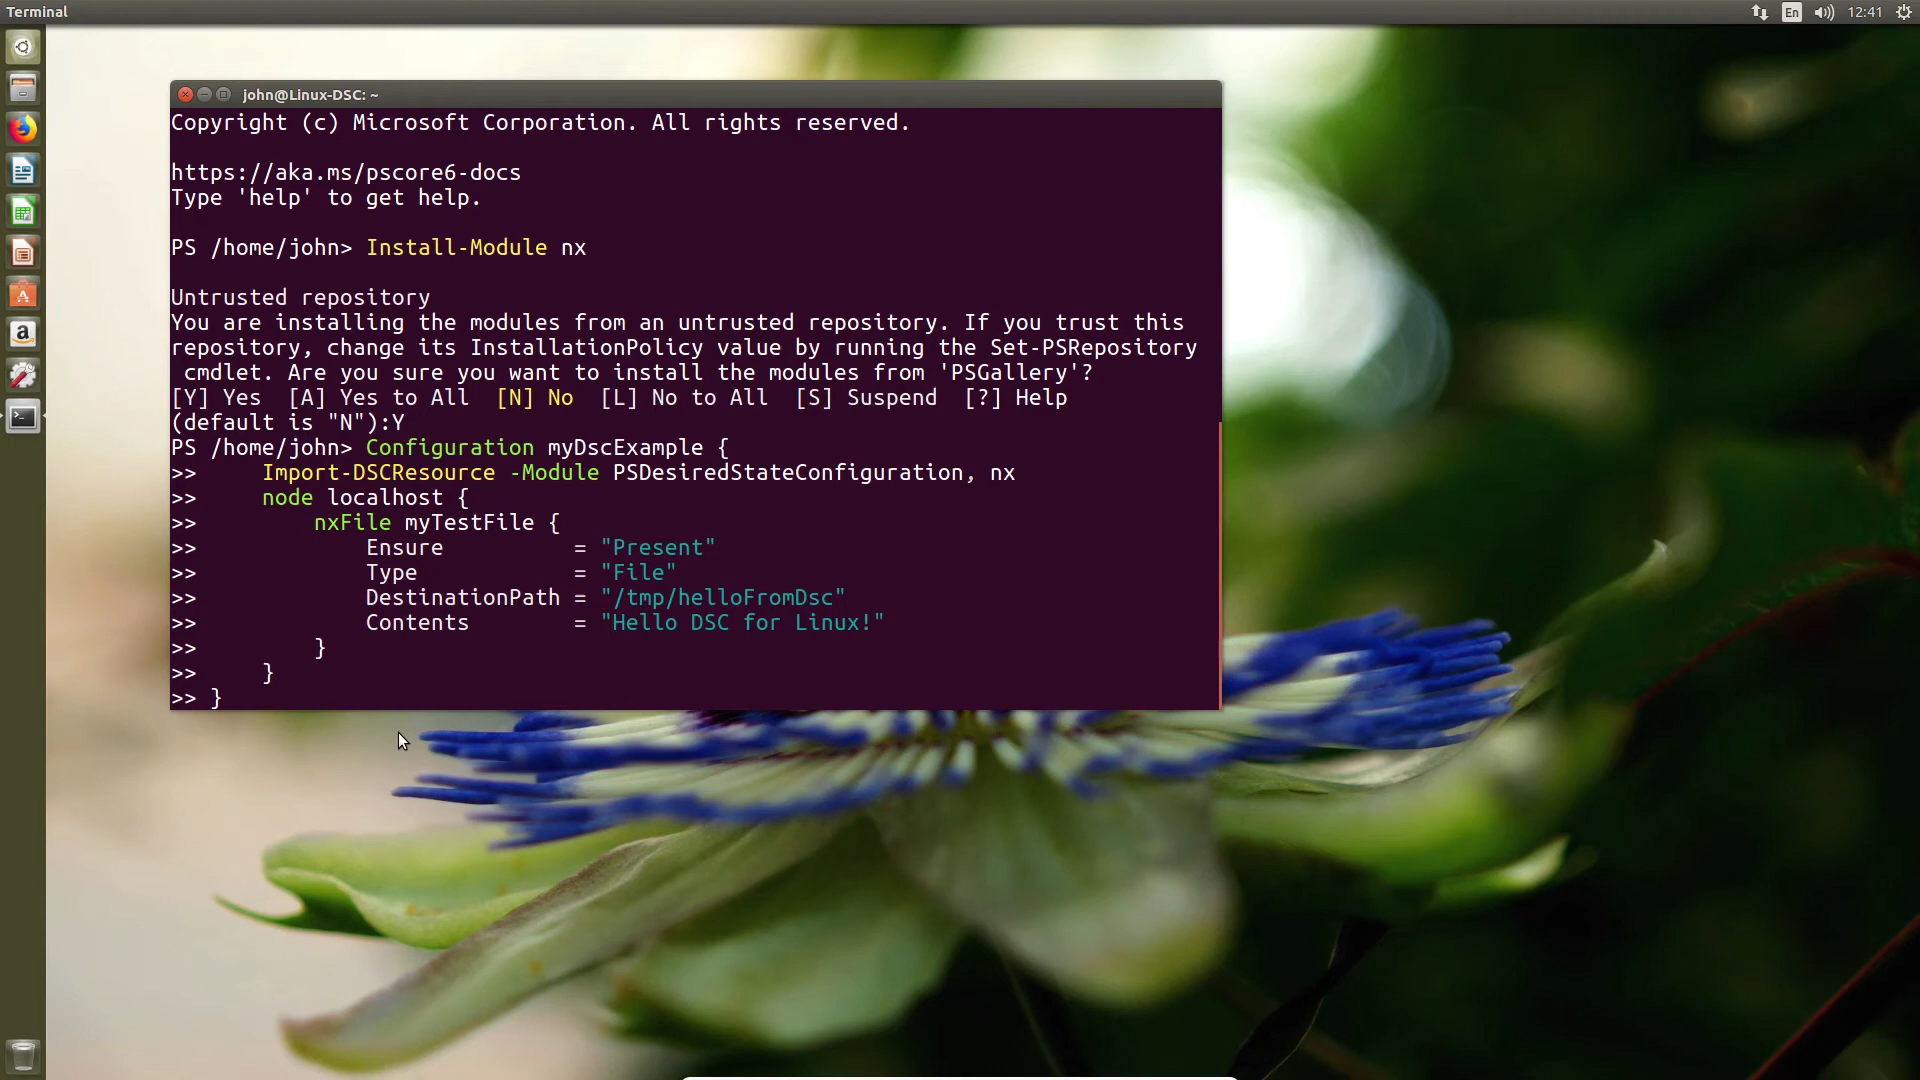 Terminal
En
12:41
john@Linux-DSC: ~
Copyright (c) Microsoft Corporation. All rights reserved.
https://aka.ms/pscore6-docs
Type 'help' to get help.
PS /home/john> Install-Module nx
Untrusted repository
You are installing the modules from an untrusted repository. If you trust this
repository, change its InstallationPolicy value by running the Set-PSRepository
 cmdlet. Are you sure you want to install the modules from 'PSGallery'?
[Y] Yes  [A] Yes to All  [N] No  [L] No to All  [S] Suspend  [?] Help
(default is "N"):Y
PS /home/john> Configuration myDscExample {
>>     Import-DSCResource -Module PSDesiredStateConfiguration, nx
>>     node localhost {
>>         nxFile myTestFile {
>>             Ensure          = "Present"
>>             Type            = "File"
>>             DestinationPath = "/tmp/helloFromDsc"
>>             Contents        = "Hello DSC for Linux!"
>>         }
>>     }
>> }